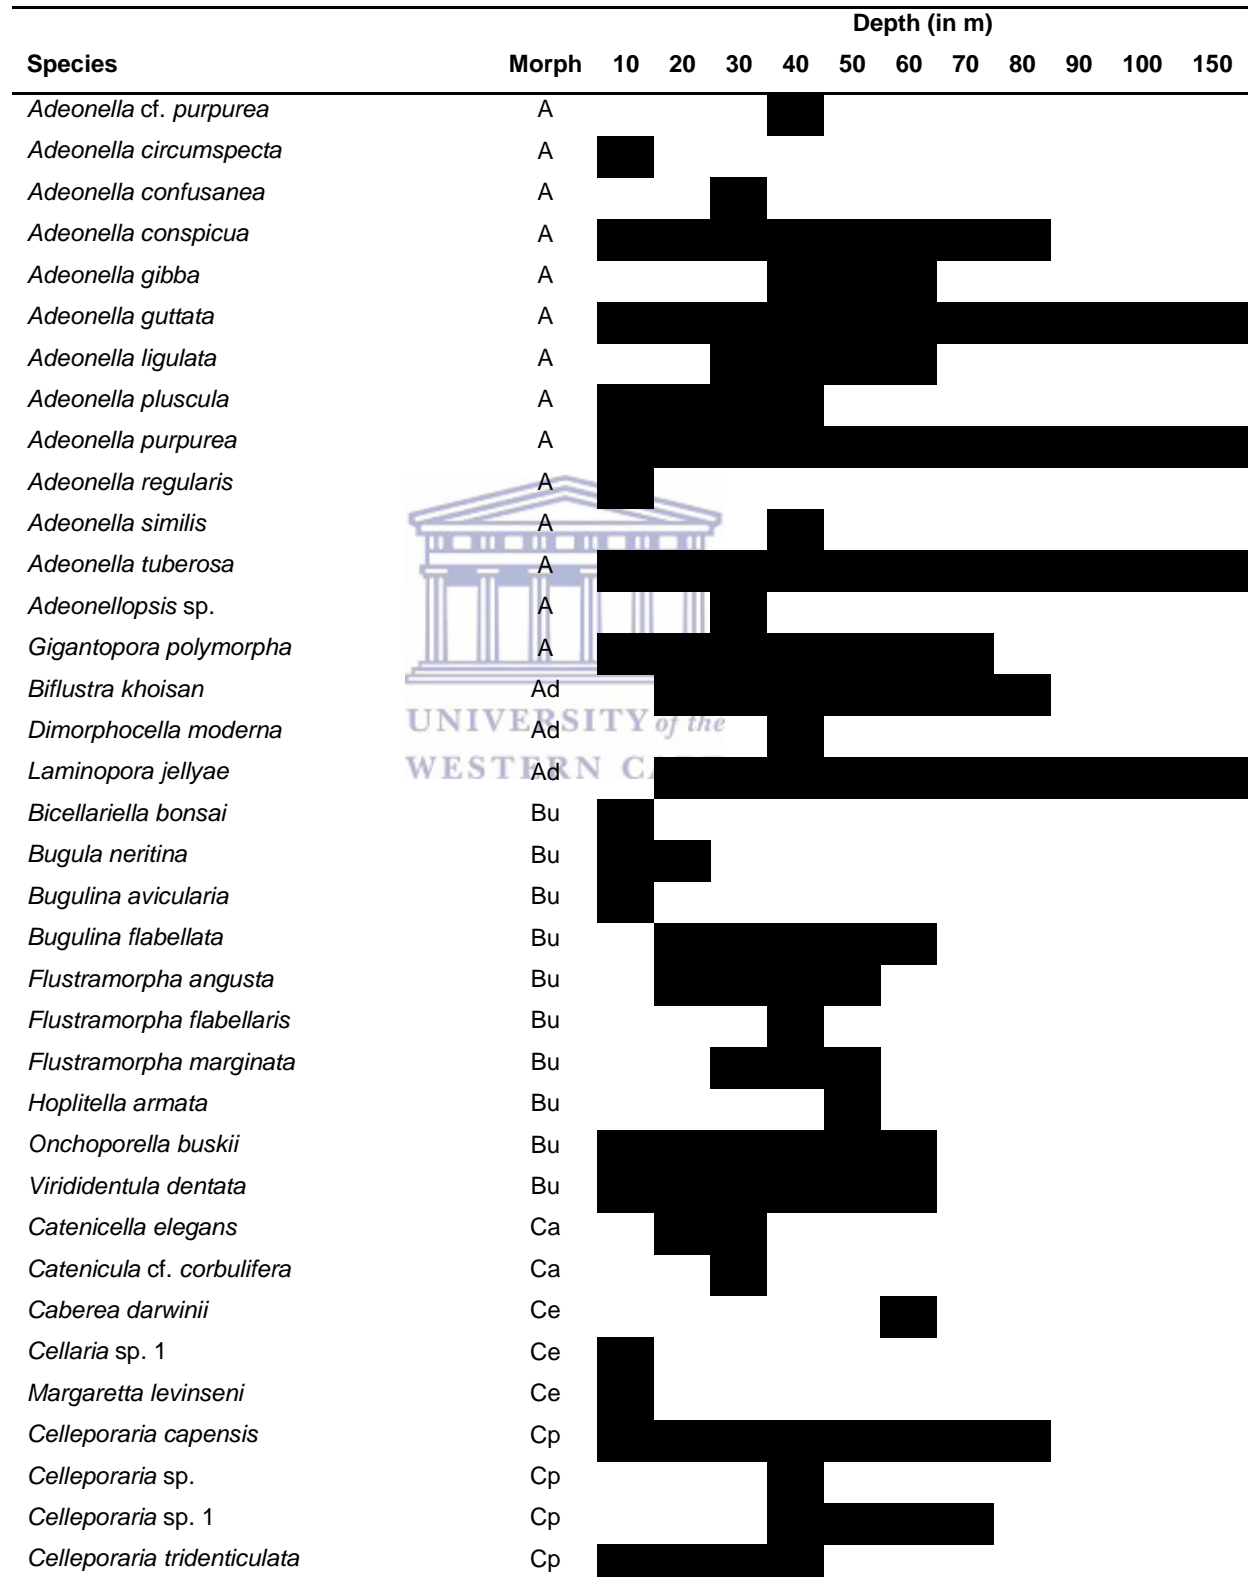 Depth (in m)
Species Morph 10 20 30 40 50 60 70 80 90 100 150
Adeonella cf. purpurea A
Adeonella circumspecta A
Adeonella confusanea A
Adeonella conspicua A
Adeonella gibba A
Adeonella guttata A
Adeonella ligulata A
Adeonella pluscula A
Adeonella purpurea A
Adeonella regularis A
Adeonella similis A
Adeonella tuberosa A
Adeonellopsis sp. A
Gigantopora polymorpha A
Biflustra khoisan Ad
UNIVERSITY of the
Dimorphocella moderna Ad
WESTERN
Laminopora jellyae Ad
Bicellariella bonsai Bu
Bugula neritina Bu
Bugulina avicularia Bu
Bugulina flabellata Bu
Flustramorpha angusta Bu
Flustramorpha flabellaris Bu
Flustramorpha marginata Bu
Hoplitella armata Bu
Onchoporella buskii Bu
Virididentula dentata Bu
Catenicella elegans Ca
Catenicula cf. corbulifera Ca
Caberea darwinii Ce
Cellaria sp. 1 Ce
Margaretta levinseni Ce
Celleporaria capensis Cp
Celleporaria sp. Cp
Celleporaria sp. 1 Cp
Celleporaria tridenticulata Cp